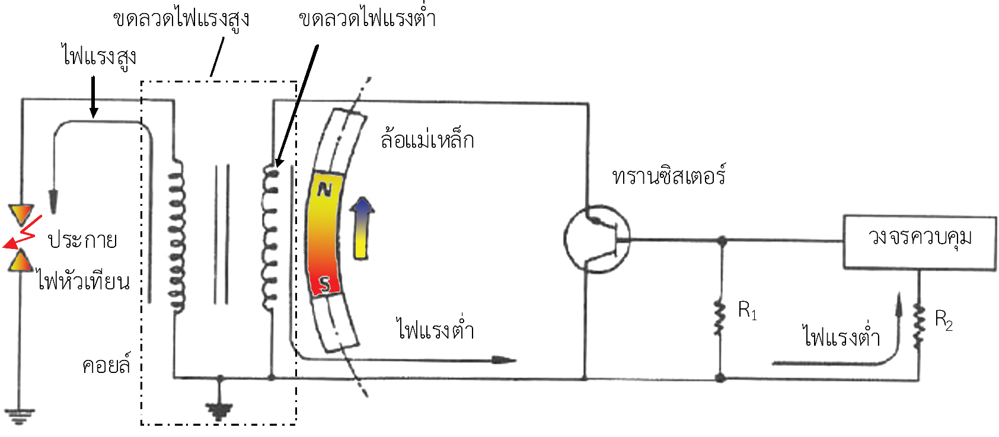 ขดลวดไฟแรงสูง
ขดลวดไฟแรงต่ำ
ไฟแรงสูง
ล้อแม่เหล็ก
ทรานซิสเตอร์
N
S
ประกาย
ไฟหัวเทียน
วงจรควบคุม
R1
R2
ไฟแรงต่ำ
ไฟแรงต่ำ
คอยล์